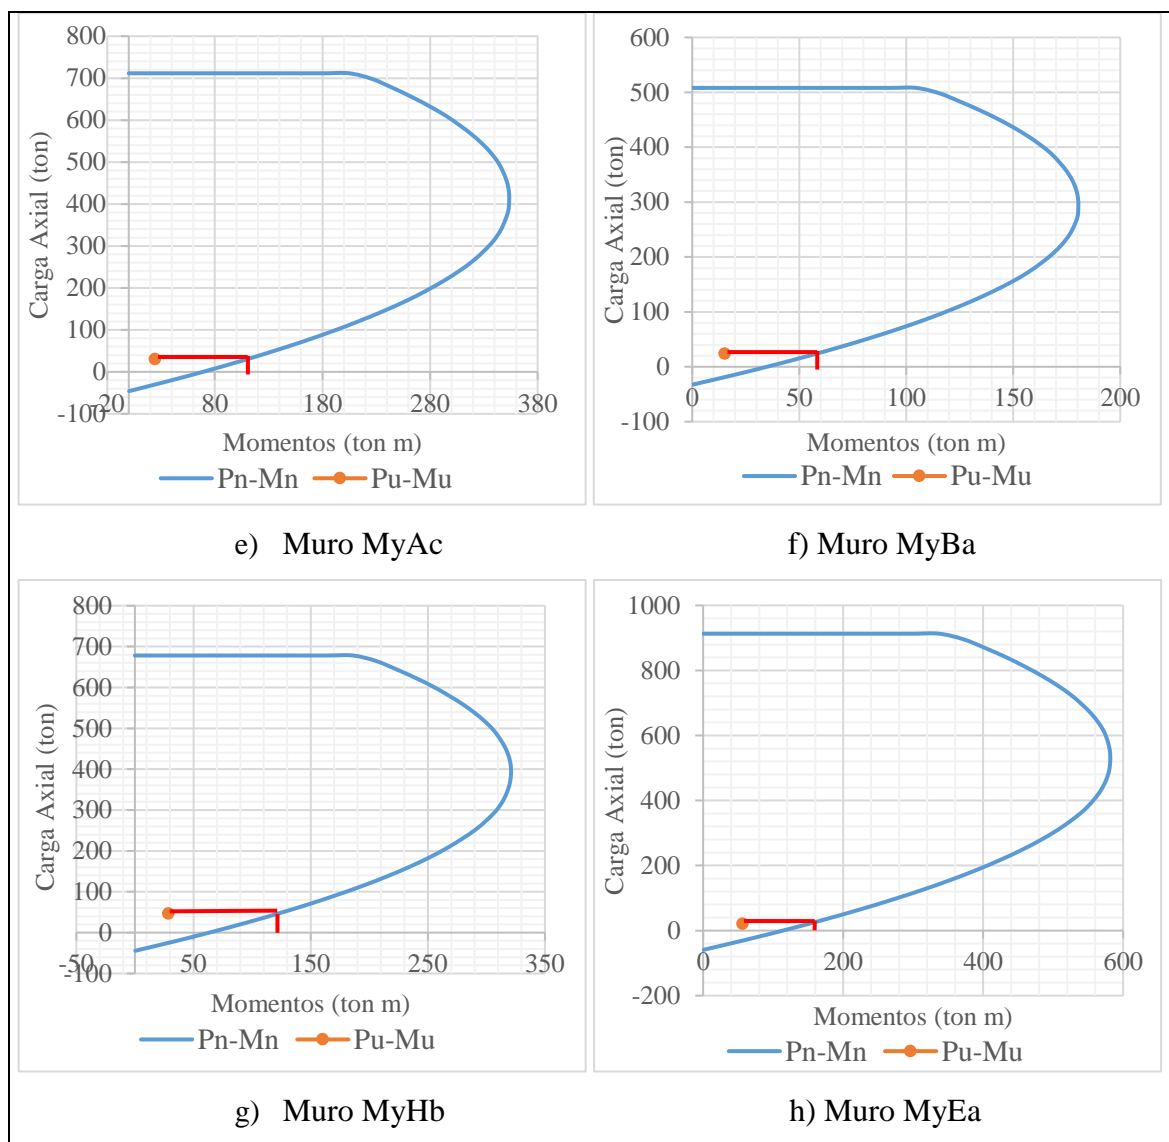 800
700
600
500
400
300
200
100
0
-100
Carga Axial (ton)
-20 80 180 280 380
Momentos (ton m)
Pn-Mn Pu-Mu
e) Muro MyAc
600
500
400
300
200
100
0
-100
Carga Axial (ton)
0 50 100 150 200
Momentos (ton m)
Pn-Mn Pu-Mu
f) Muro MyBa
800
700
600
500
400
300
200
100
0
-100
Carga Axial (ton)
-50 50 150 250 350
Momentos (ton m)
Pn-Mn Pu-Mu
g) Muro MyHb
1000
800
600
400
200
0
-200
Carga Axial (ton)
0 200 400 600
Momentos (ton m)
Pn-Mn Pu-Mu
h) Muro MyEa